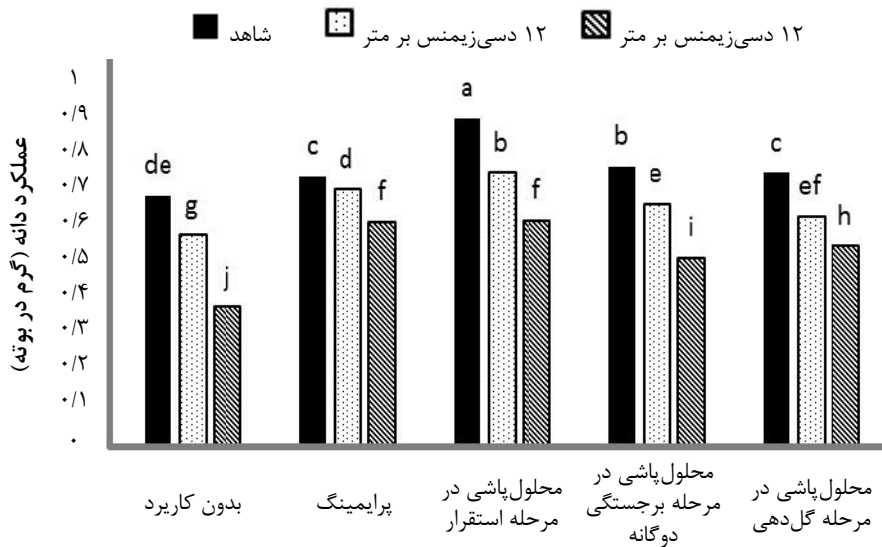 شاهد
۱۲ دسی‌زیمنس بر متر
۱۲ دسی‌زیمنس بر متر
عملکرد دانه (گرم در بوته)
۱
۰/۹
۰/۸
۰/۷
۰/۶
۰/۵
۰/۴
۰/۳
۰/۲
۰/۱
۰
de
g
j
c
d
f
a
b
f
b
e
i
c
ef
h
بدون کاریرد
پرایمینگ
محلول‌پاشی در
مرحله استقرار
محلول‌پاشی در
مرحله برجستگی
دوگانه
محلول‌پاشی در
مرحله گل‌دهی